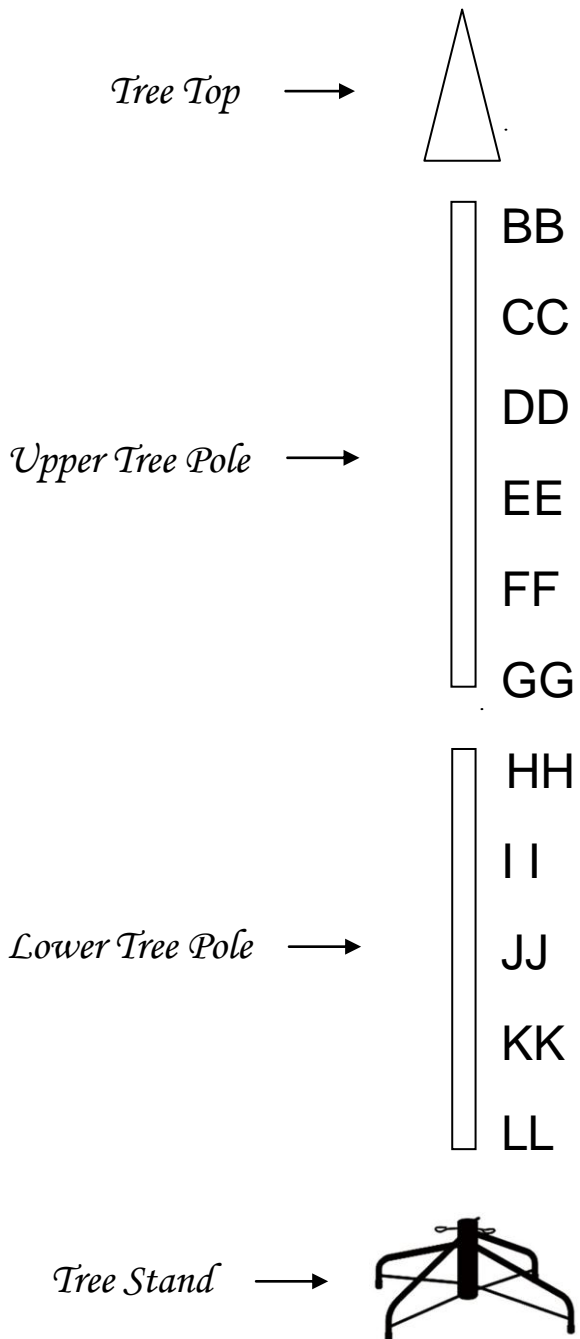 Tree Top
BB
CC
DD
Upper Tree Pole
EE
FF
GG
HH
I I
Lower Tree Pole
JJ
KK
LL
Tree Stand